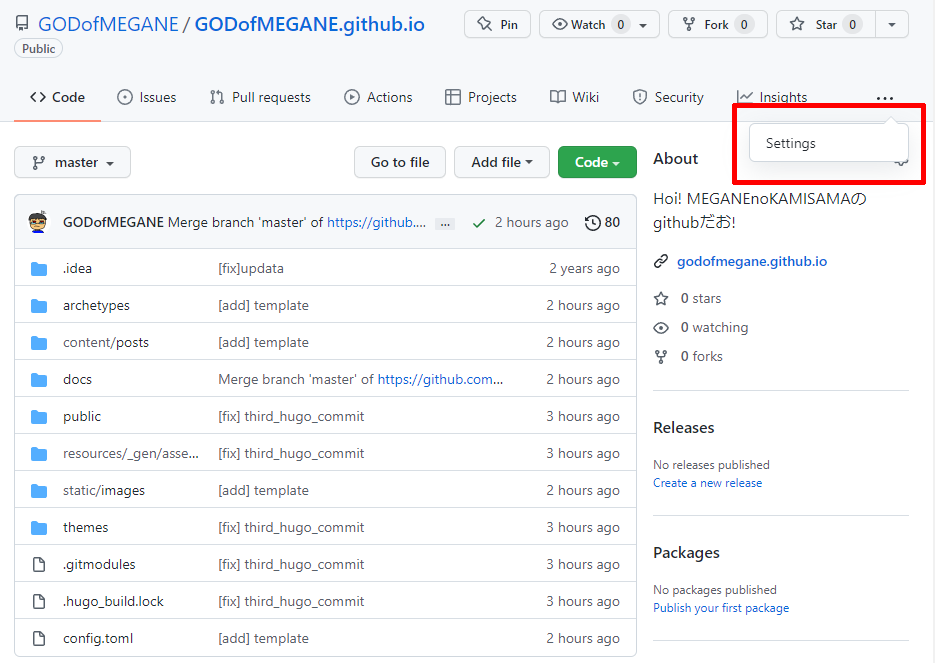 GODofMEGANE / GODofMEGANE.github.io
Pin
Watch 0
Fork 0
Star 0
Public
Code
Issues
Pull requests
Actions
Projects
Wiki
Security
Insights
...
Settings
master
Go to file
Add file
Code
GODofMEGANE Merge branch 'master' of https://github.... ... 2 hours ago 80
.idea [fix]updata 2 years ago
archetypes [add] template 2 hours ago
content/posts [add] template 2 hours ago
docs Merge branch 'master' of https://github.com... 2 hours ago
public [fix] third_hugo_commit 3 hours ago
resources/_gen/asse... [fix] third_hugo_commit 3 hours ago
static/images [add] template 2 hours ago
themes [fix] third_hugo_commit 3 hours ago
.gitmodules [fix] third_hugo_commit 3 hours ago
.hugo_build.lock [fix] third_hugo_commit 3 hours ago
config.toml [add] template 2 hours ago
About
Hoi! MEGANEnoKAMISAMAの
githubだお!
godofmegane.github.io
0 stars
0 watching
0 forks
Releases
No releases published
Create a new release
Packages
No packages published
Publish your first package